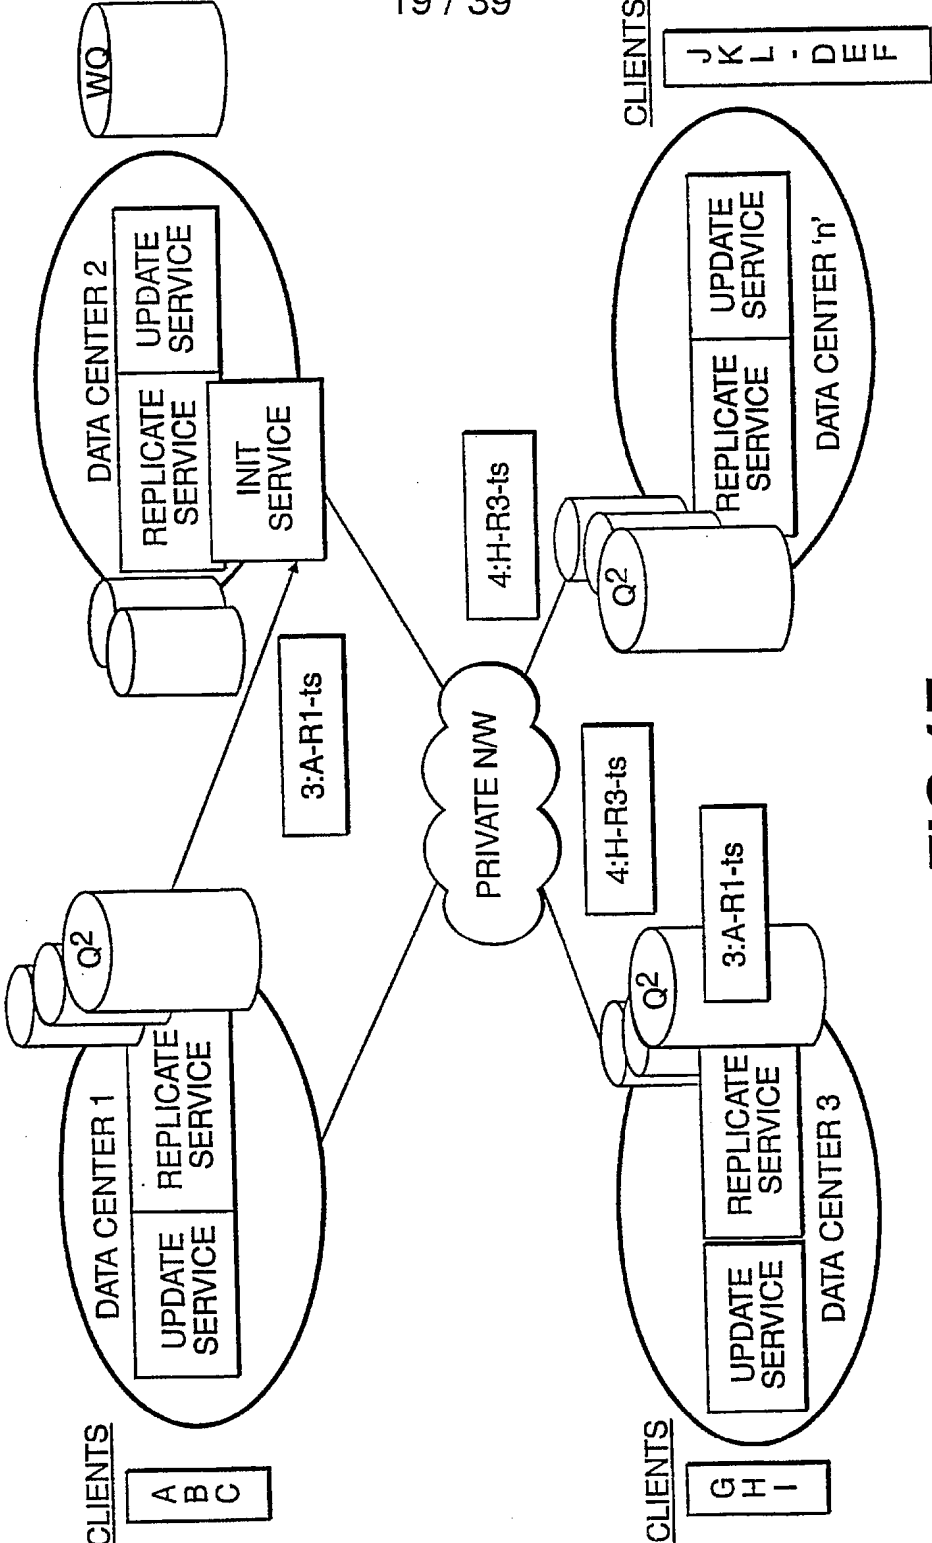 19 / 39
CLIENTS
A
B
C
DATA CENTER 1
UPDATE
SERVICE
REPLICATE
SERVICE
Q2
3:A-R1-ts
DATA CENTER 2
REPLICATE
SERVICE
UPDATE
SERVICE
INIT
SERVICE
WQ
PRIVATE N/W
4:H-R3-ts
4:H-R3-ts
CLIENTS
G
H
I
UPDATE
SERVICE
REPLICATE
SERVICE
DATA CENTER 3
Q2
3:A-R1-ts
Q2
REPLICATE
SERVICE
UPDATE
SERVICE
DATA CENTER 'n'
CLIENTS
J
K
L
-
D
E
F